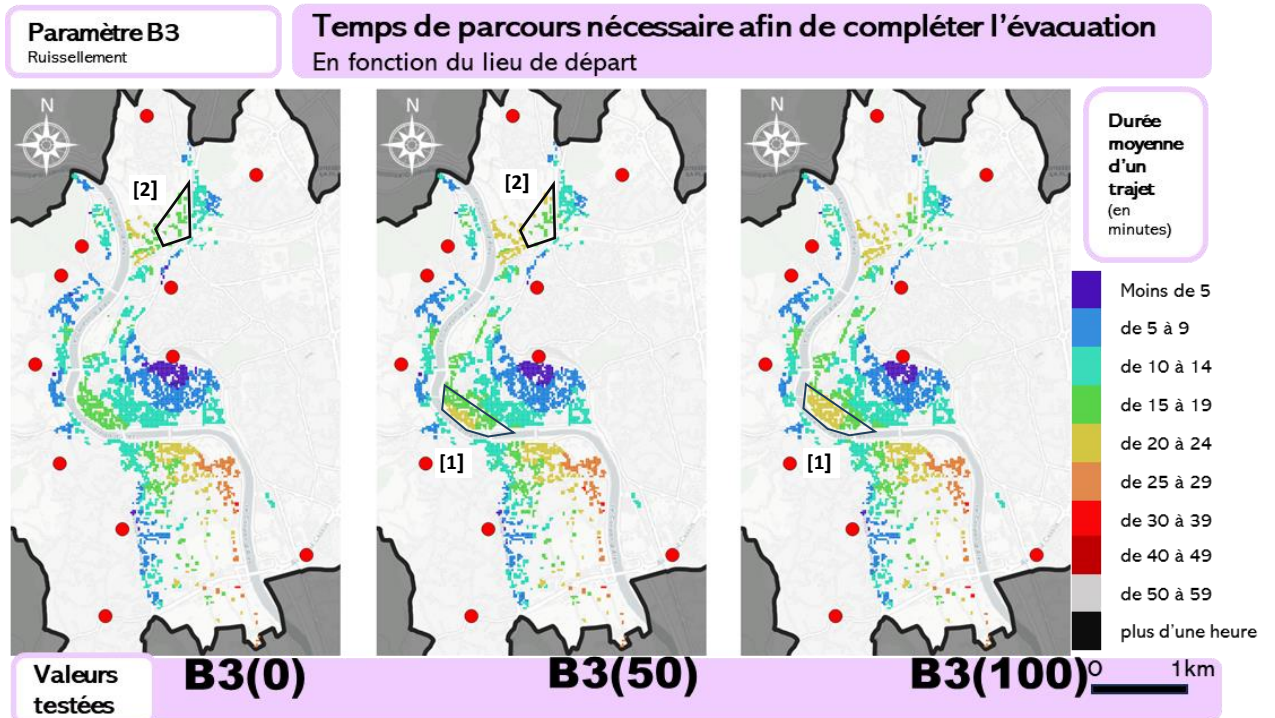 Paramètre B3
Ruissellement
Temps de parcours nécessaire afin de compléter l'évacuation
En fonction du lieu de départ
N
[2]
N
[2]
[1]
N
[1]
Durée
moyenne
d'un
trajet
(en
minutes)
Moins de 5
de 5 à 9
de 10 à 14
de 15 à 19
de 20 à 24
de 25 à 29
de 30 à 39
de 40 à 49
de 50 à 59
plus d'une heure
Valeurs
testées
B3(0)
B3(50)
B3(100)
0 1km